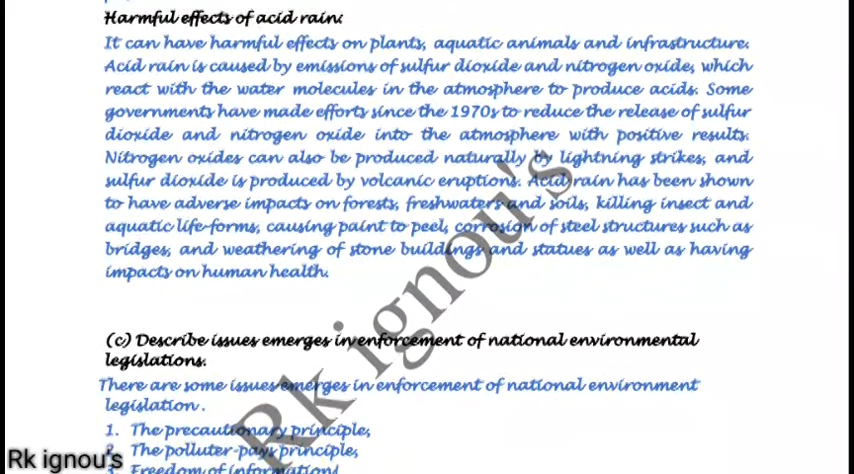 Harmful effects of acid rain:
It can have harmful effects on plants, aquatic animals and infrastructure.
Acid rain is caused by emissions of sulfur dioxide and nitrogen oxide, which
react with the water molecules in the atmosphere to produce acids. Some
governments have made efforts since the 1970s to reduce the release of sulfur
dioxide and nitrogen oxide into the atmosphere with positive results.
Nitrogen oxides can also be produced naturally by lightning strikes, and
sulfur dioxide is produced by volcanic eruptions. Acid rain has been shown
to have adverse impacts on forests, freshwaters and soils, killing insect and
aquatic life-forms, causing paint to peel, corrosion of steel structures such as
bridges, and weathering of stone buildings and statues as well as having
impacts on human health.
(c) Describe issues emerges in enforcement of national environmental
legislations.
There are some issues emerges in enforcement of national environment
legislation.
1. The precautionary principle,
2. The polluter-pays principle,
3. Freedom of information
Rk ignou's
Rk ignou's